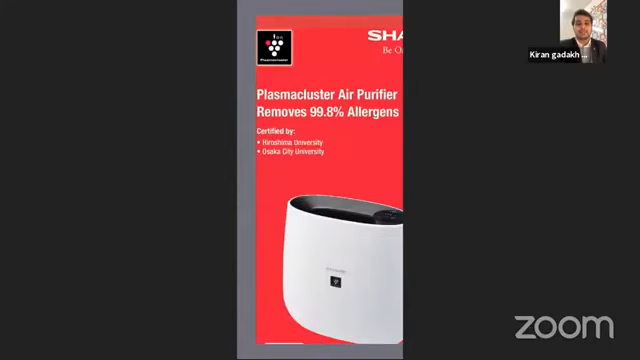 SHA
Be O
Plasmacluster
Plasmacluster Air Purifier
Removes 99.8% Allergens
Certified by:
• Hiroshima University
• Osaka City University
Kiran gadakh ...
zoom